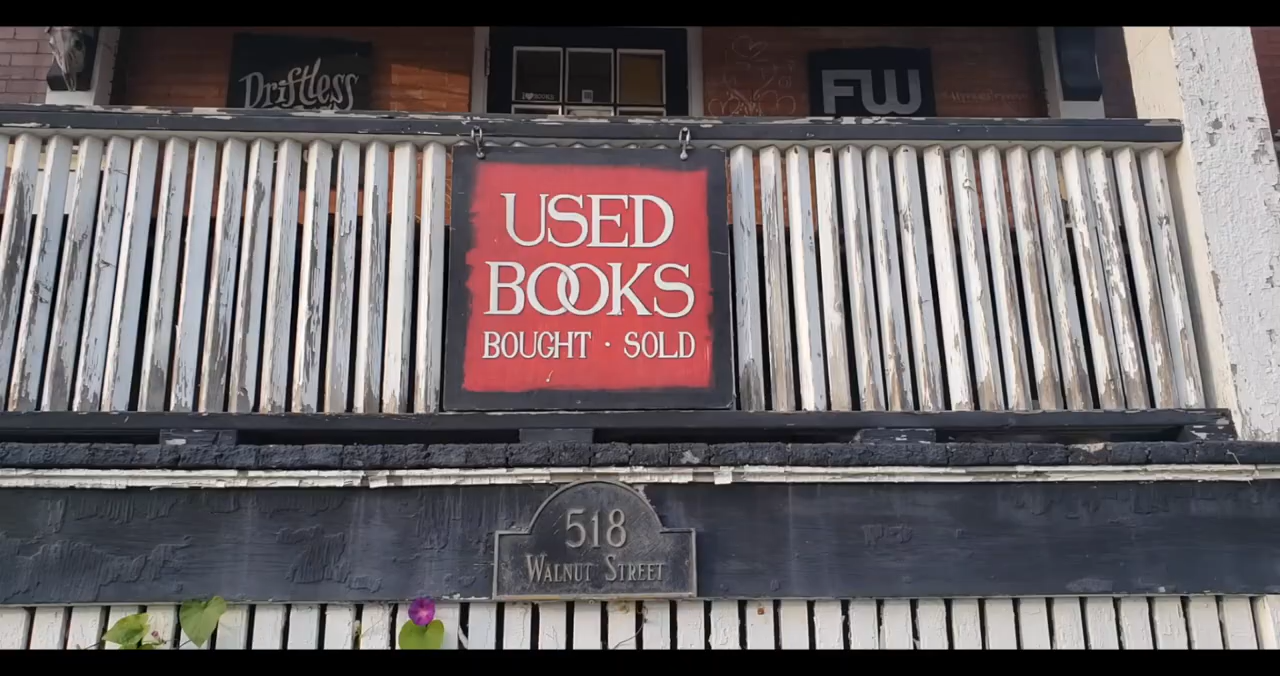 Driftless
FW
USED
BOOKS
BOUGHT · SOLD
518
WALNUT STREET